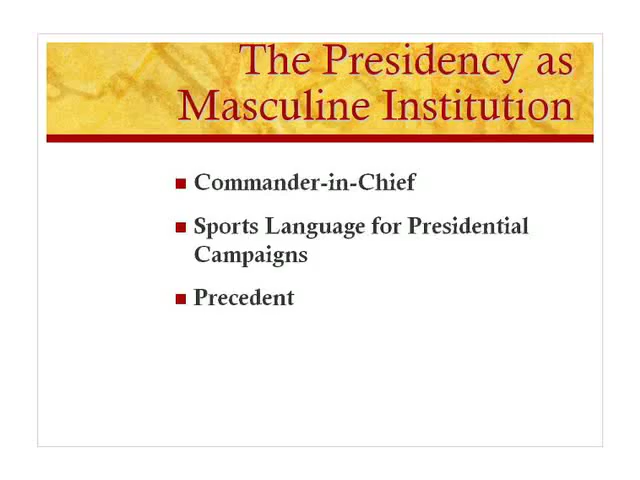 The Presidency as
Masculine Institution
Commander-in-Chief
Sports Language for Presidential
Campaigns
Precedent